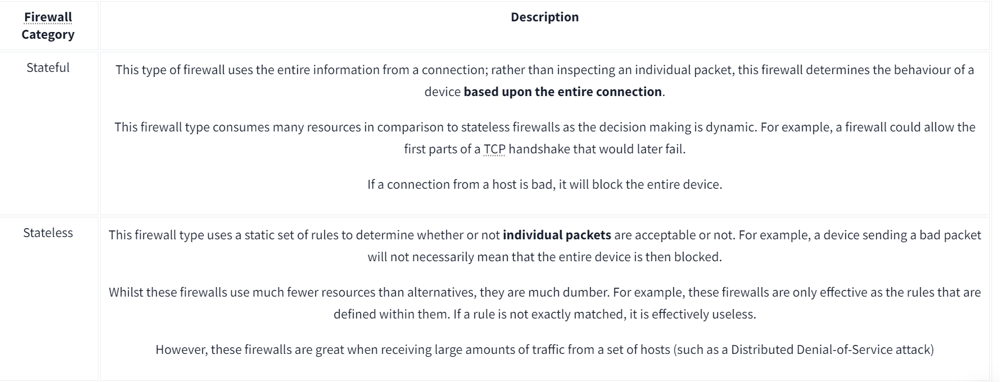 Firewall
Category
Description
Stateful
This type of firewall uses the entire information from a connection; rather than inspecting an individual packet, this firewall determines the behaviour of a
device based upon the entire connection.
This firewall type consumes many resources in comparison to stateless firewalls as the decision making is dynamic. For example, a firewall could allow the
first parts of a TCP handshake that would later fail.
If a connection from a host is bad, it will block the entire device.
Stateless
This firewall type uses a static set of rules to determine whether or not individual packets are acceptable or not. For example, a device sending a bad packet
will not necessarily mean that the entire device is then blocked.
Whilst these firewalls use much fewer resources than alternatives, they are much dumber. For example, these firewalls are only effective as the rules that are
defined within them. If a rule is not exactly matched, it is effectively useless.
However, these firewalls are great when receiving large amounts of traffic from a set of hosts (such as a Distributed Denial-of-Service attack)